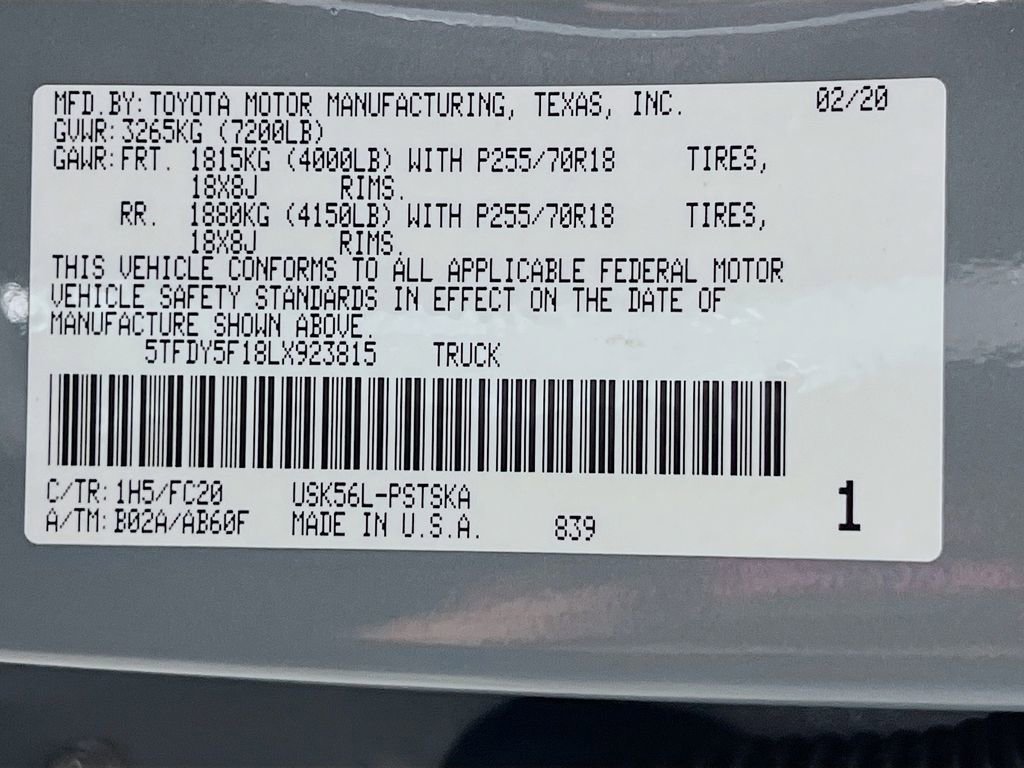 MFD.BY: TOYOTA MOTOR MANUFACTURING, TEXAS, INC. 02/20
GVWR: 3265KG (7200LB)
GAWR: FRT. 1815KG (4000LB) WITH P255/70R18 TIRES,
18X8J RIMS.
RR. 1880KG (4150LB) WITH P255/70R18 TIRES,
18X8J RIMS.
THIS VEHICLE CONFORMS TO ALL APPLICABLE FEDERAL MOTOR
VEHICLE SAFETY STANDARDS IN EFFECT ON THE DATE OF
MANUFACTURE SHOWN ABOVE.
5TFDY5F18LX923815 TRUCK
C/TR: 1H5/FC20 USK56L-PSTSKA 1
A/TM: B02A/AB60F MADE IN U.S.A. 839